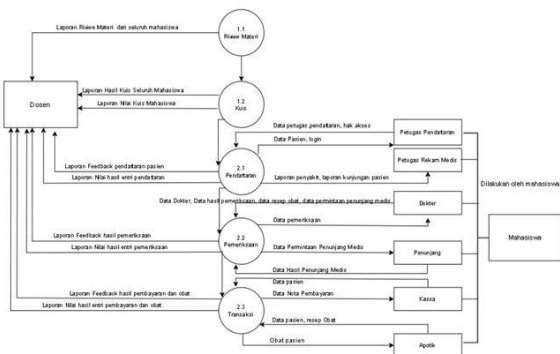 1.1
Riview Materi
Laporan Riview Materi dari seluruh mahasiswa
Dosen
Laporan Hasil Kuis Seluruh Mahasiswa
Laporan Nilai Kuis Mahasiswa
1.2
Kuis
Data petugas pendaftaran, hak akses
Petugas Pendaftaran
Data Pasien, login
Petugas Rekam Medis
Laporan Feedback pendaftaran pasien
2.1
Pendaftaran
Laporan Nilai hasil entri pendaftaran
Laporan penyakit, laporan kunjungan pasien
Dilakukan oleh mahasiswa
Data Dokter, Data hasil pemeriksaan, data resep obat, data permintaan penunjang medis
Dokter
Data pemeriksaan
Mahasiswa
Laporan Feedback hasil pemeriksaan
2.2
Pemeriksaan
Laporan Nilai hasil entri pemeriksaan
Data Permintaan Penunjang Medis
Penunjang
Data Hasil Penunjang Medis
Data pasien
Laporan Feedback hasil pembayaran dan obat
2.3
Transaksi
Data Nota Pembayaran
Kassa
Laporan Nilai hasil entri pembayaran dan obat
Data pasien, resep Obat
Obat pasien
Apotik